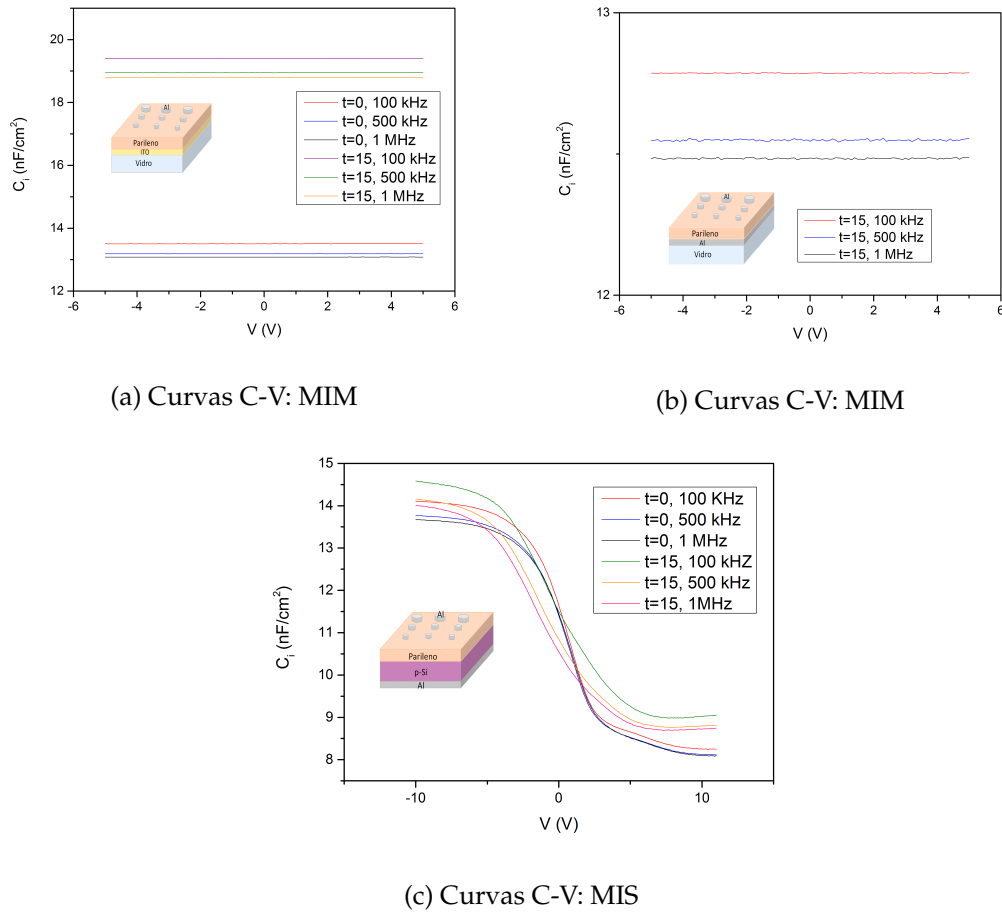 20
18
16
14
12
C_i (nF/cm²)
-6 -4 -2 0 2 4 6
V (V)
Al
Parileno
ITO
Vidro
t=0, 100 kHz
t=0, 500 kHz
t=0, 1 MHz
t=15, 100 kHz
t=15, 500 kHz
t=15, 1 MHz
(a) Curvas C-V: MIM
13
12
C_i (nF/cm²)
-6 -4 -2 0 2 4 6
V (V)
Al
Parileno
Al
Vidro
t=15, 100 kHz
t=15, 500 kHz
t=15, 1 MHz
(b) Curvas C-V: MIM
15
14
13
12
11
10
9
8
C_i (nF/cm²)
-10 0 10
V (V)
Al
Parileno
p-Si
Al
t=0, 100 KHz
t=0, 500 kHz
t=0, 1 MHz
t=15, 100 kHZ
t=15, 500 kHz
t=15, 1MHz
(c) Curvas C-V: MIS